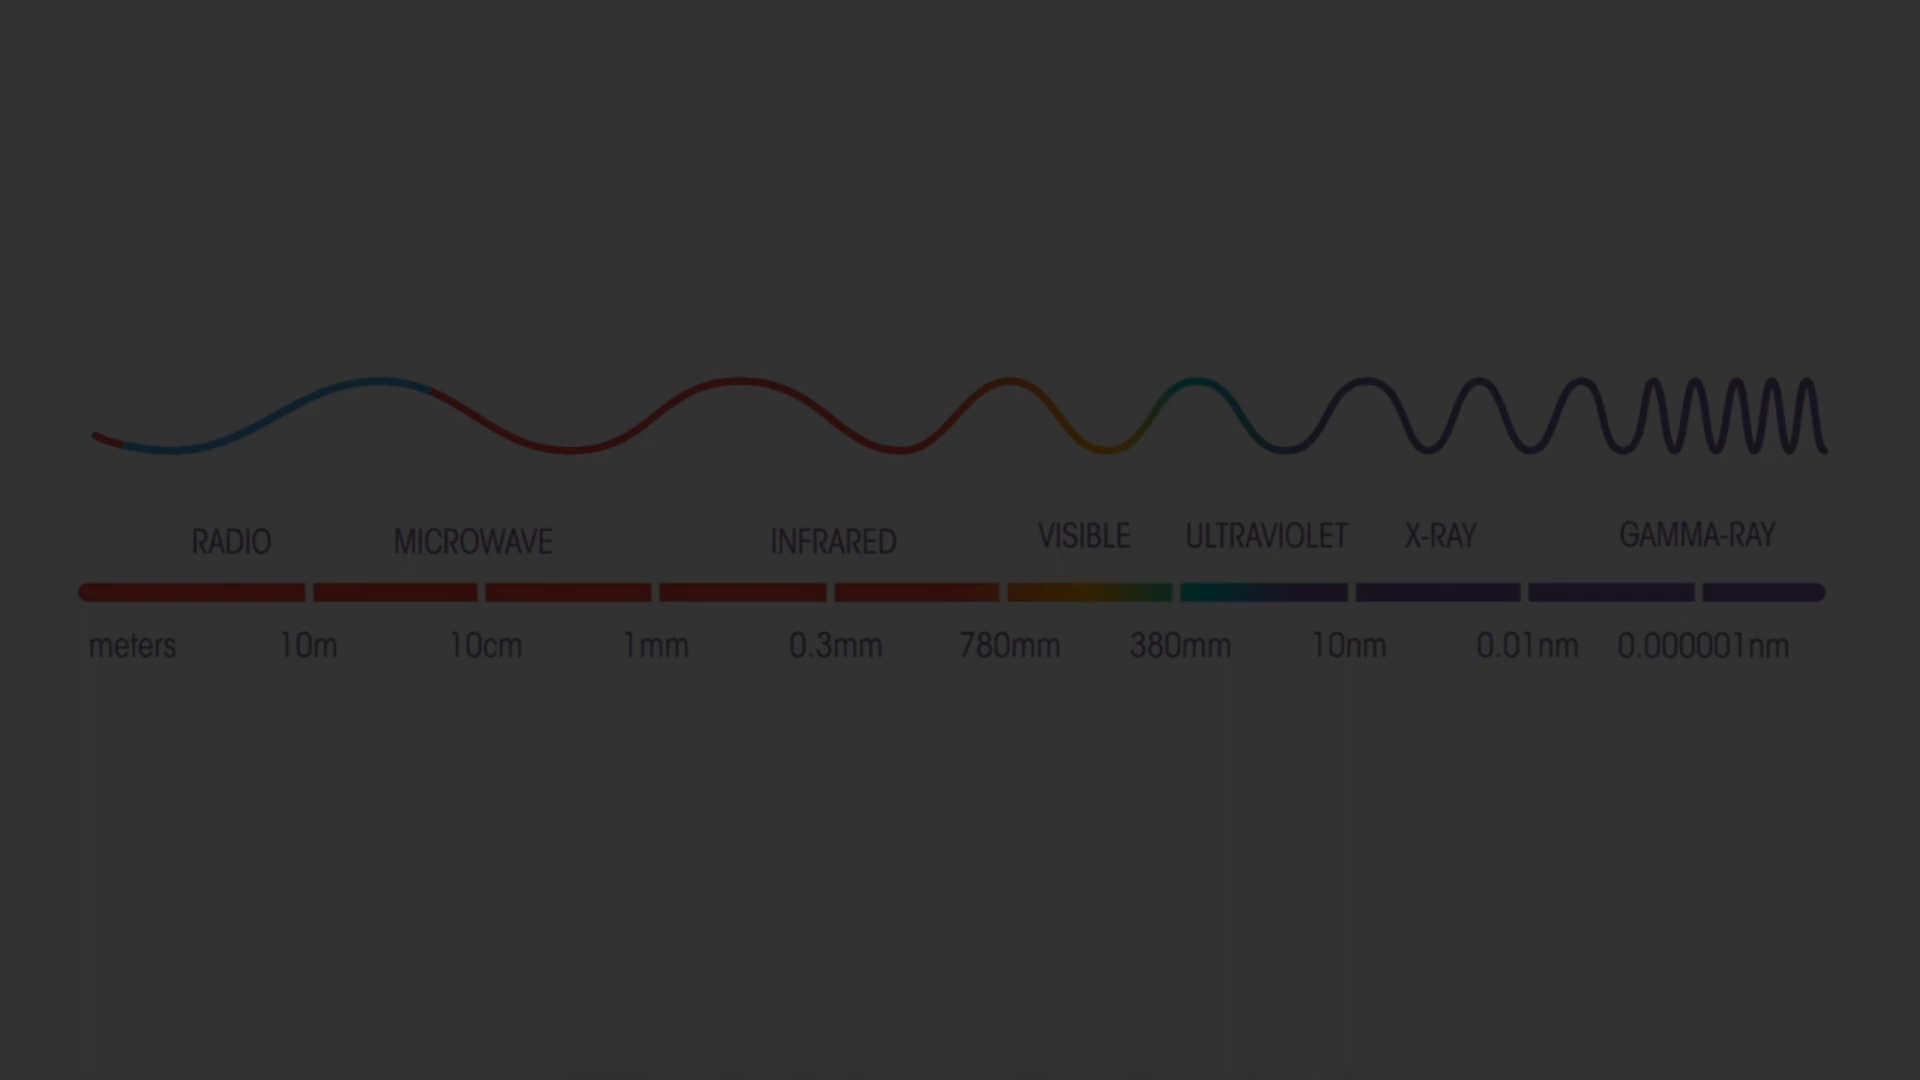 RADIO MICROWAVE INFRARED VISIBLE ULTRAVIOLET X-RAY GAMMA-RAY
meters 10m 10cm 1mm 0.3mm 780mm 380mm 10nm 0.01nm 0.000001nm